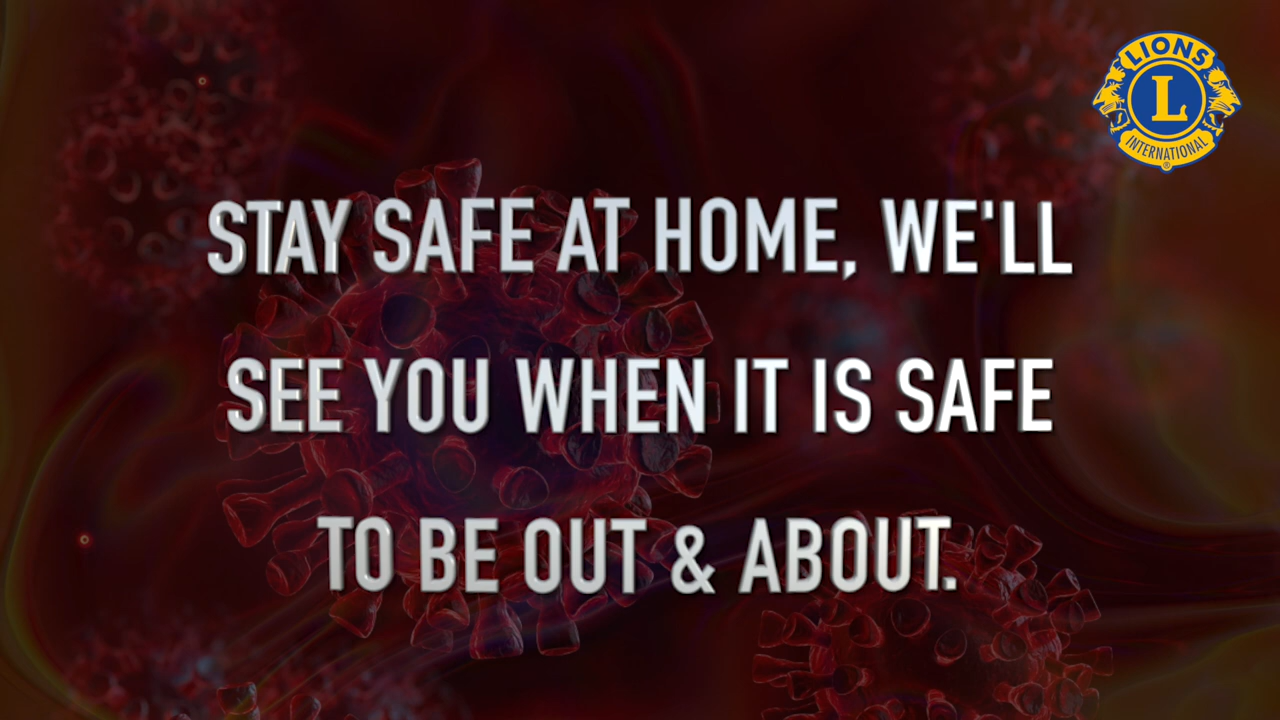 LIONS
L
INTERNATIONAL
®
STAY SAFE AT HOME, WE'LL
SEE YOU WHEN IT IS SAFE
TO BE OUT & ABOUT.